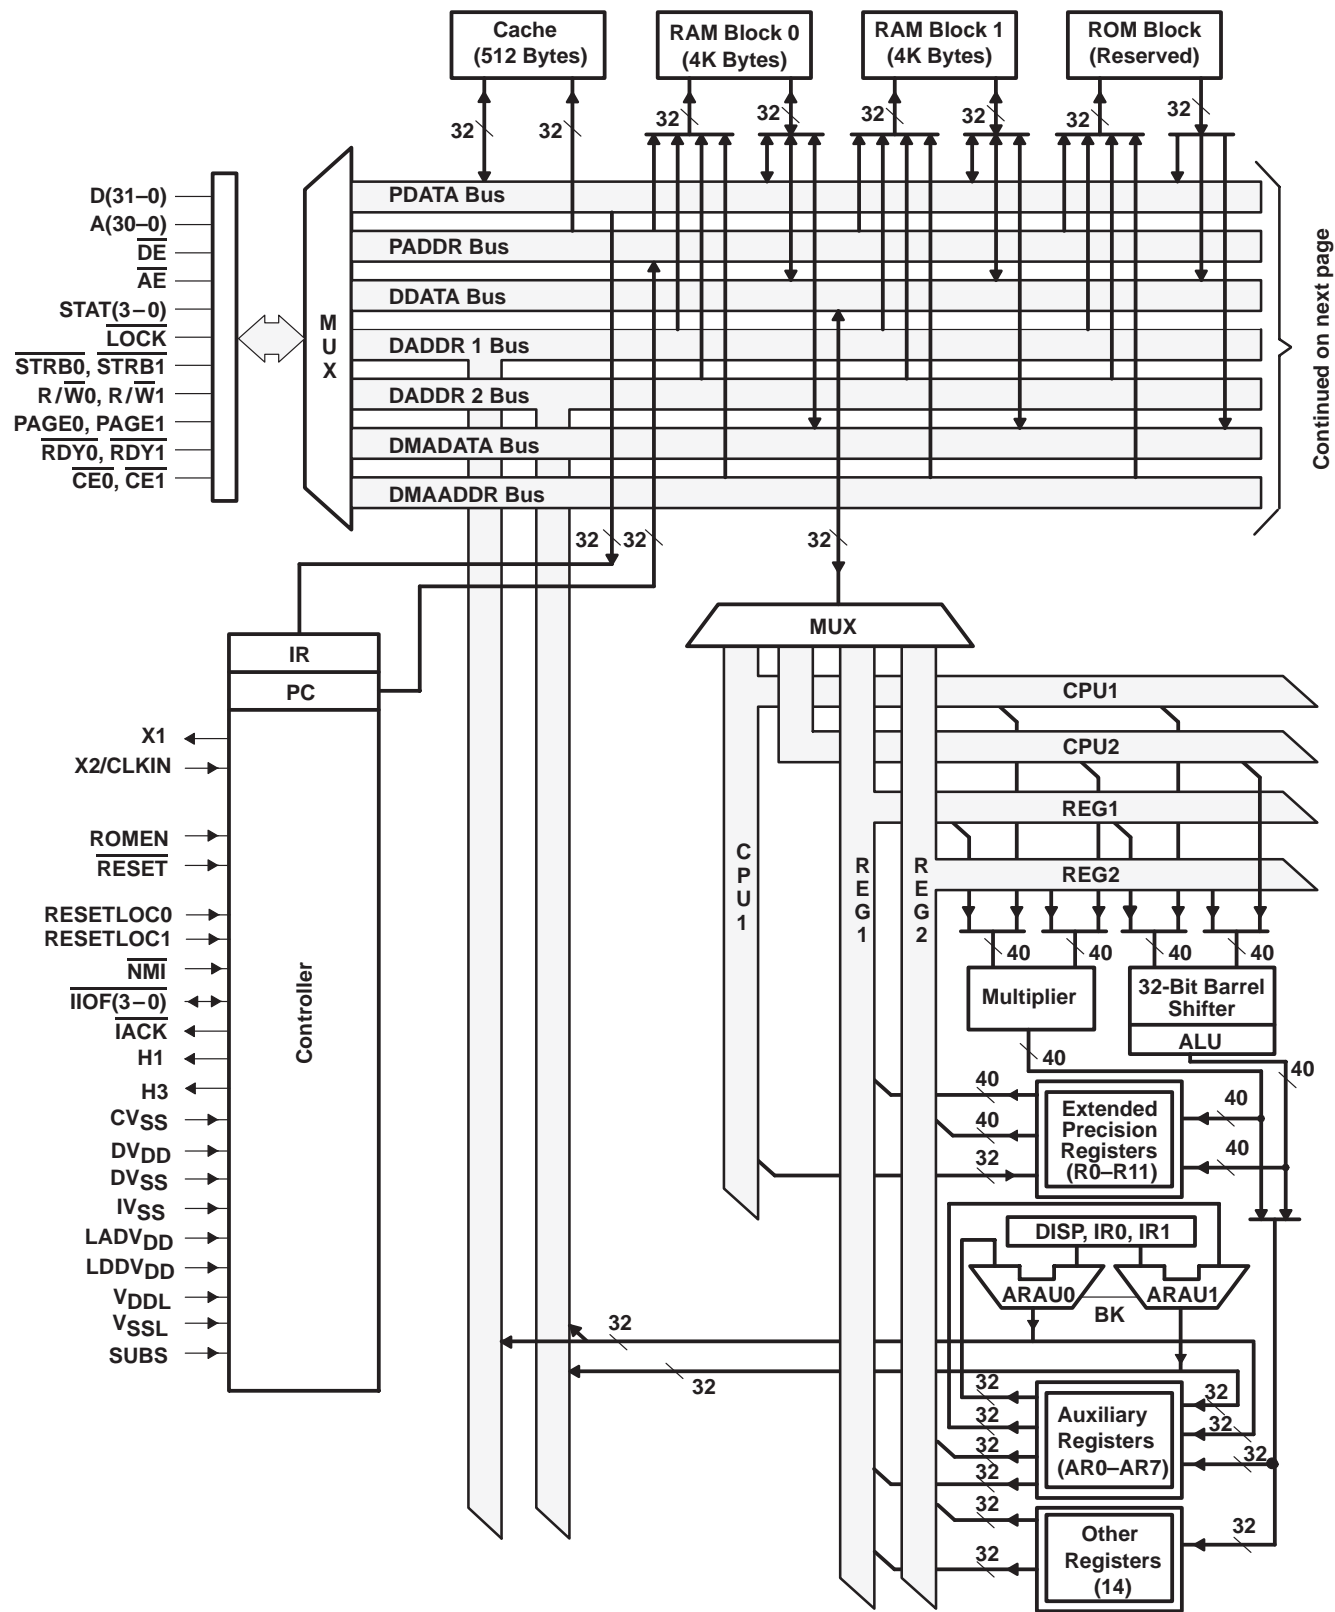 Cache
(512 Bytes)
RAM Block 0
(4K Bytes)
RAM Block 1
(4K Bytes)
ROM Block
(Reserved)
32
32
32
32
32
32
32
32
D(31–0)
A(30–0)
DE
AE
STAT(3–0)
LOCK
STRB0, STRB1
R/W0, R/W1
PAGE0, PAGE1
RDY0, RDY1
CE0, CE1
MUX
PDATA Bus
PADDR Bus
DDATA Bus
DADDR 1 Bus
DADDR 2 Bus
DMADATA Bus
DMAADDR Bus
Continued on next page
32
32
32
IR
PC
Controller
X1
X2/CLKIN
ROMEN
RESET
RESETLOC0
RESETLOC1
NMI
IIOF(3–0)
IACK
H1
H3
CVSS
DVDD
DVSS
IVSS
LADVDD
LDDVDD
VDDL
VSSL
SUBS
MUX
CPU1
CPU2
REG1
REG2
CPU1
REG1
REG2
40
40
40
40
Multiplier
32-Bit Barrel
Shifter
ALU
40
40
40
40
32
Extended
Precision
Registers
(R0–R11)
40
40
DISP, IR0, IR1
ARAU0
BK
ARAU1
32
32
32
32
32
32
Auxiliary
Registers
(AR0–AR7)
32
32
32
32
32
Other
Registers
(14)
32